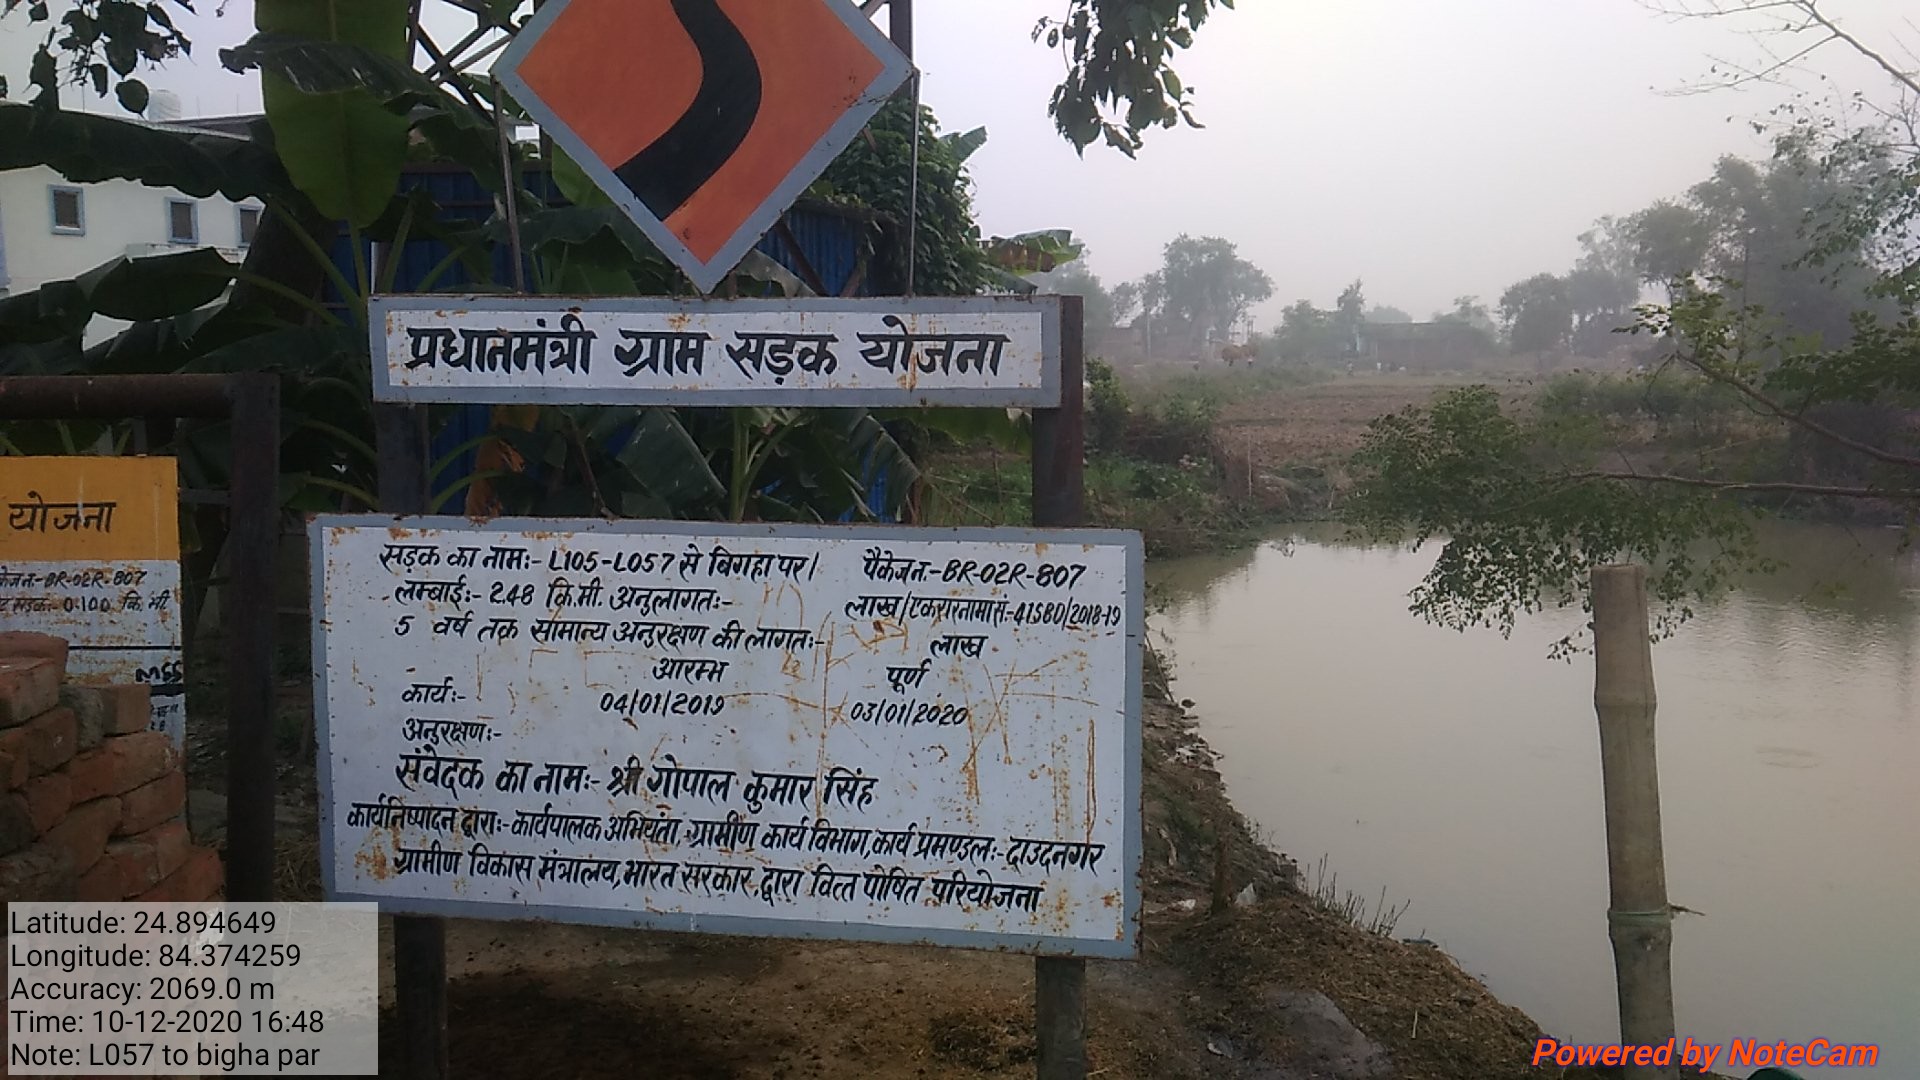 प्रधानमंत्री ग्राम सड़क योजना
सड़क का नामः- L105-L057 से बिगहा पर। पैकेजनः-BR-02R-807
लम्बाईः- 2.48 कि.मी. अनुलागतः- लाख/एकरारनामासंः-41SBD/2018-19
5 वर्ष तक सामान्य अनुरक्षण की लागतः- लाख
आरम्भ पूर्ण
कार्यः- 04/01/2019 03/01/2020
अनुरक्षणः-
संवेदक का नामः- श्री गोपाल कुमार सिंह
कार्यनिष्पादन द्वाराः- कार्यपालक अभियंता, ग्रामीण कार्य विभाग, कार्य प्रमण्डलः- दाउदनगर
ग्रामीण विकास मंत्रालय, भारत सरकार, द्वारा वित्त पोषित परियोजना
योजना
केजनः-BR-02R-807
सड़कः- 0.100 कि.मी.
MSS
Latitude: 24.894649
Longitude: 84.374259
Accuracy: 2069.0 m
Time: 10-12-2020 16:48
Note: L057 to bigha par
Powered by NoteCam